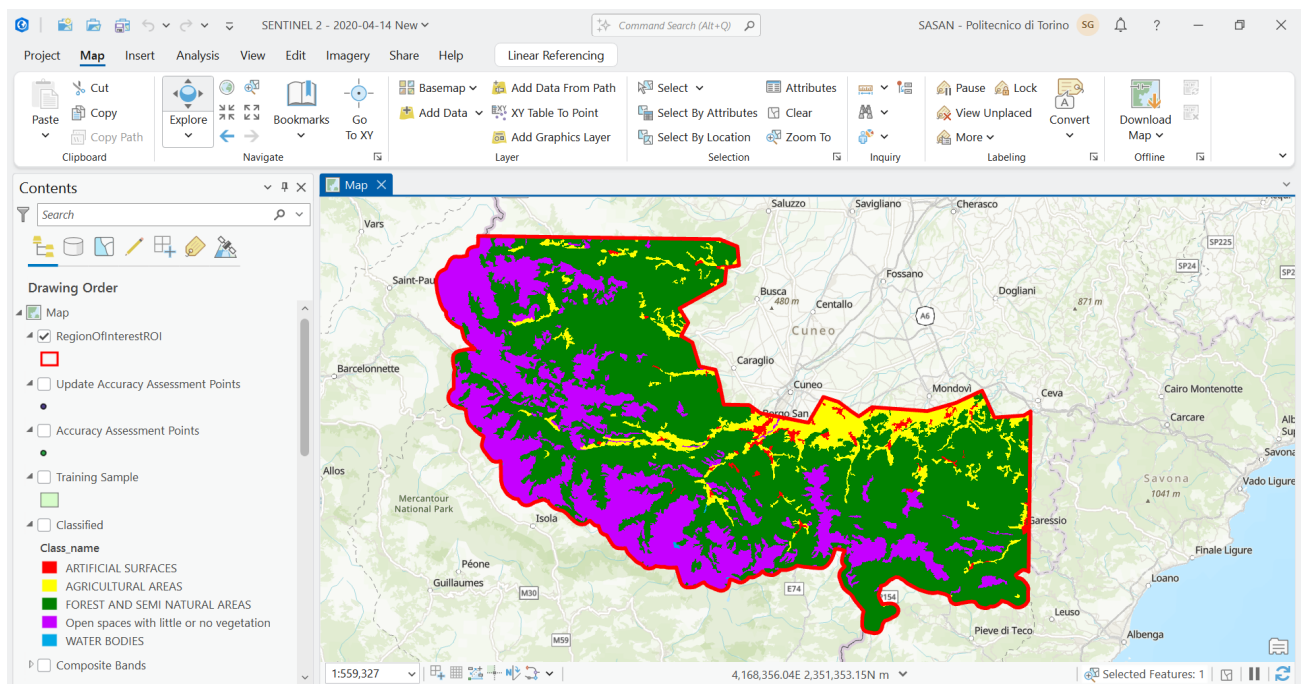 SENTINEL 2 - 2020-04-14 New
Command Search (Alt+Q)
SASAN - Politecnico di Torino
SG
?
Project
Map
Insert
Analysis
View
Edit
Imagery
Share
Help
Linear Referencing
Paste
Cut
Copy
Copy Path
Clipboard
Explore
Bookmarks
Go
To XY
Navigate
Basemap
Add Data
Add Data From Path
XY Table To Point
Add Graphics Layer
Layer
Select
Select By Attributes
Select By Location
Attributes
Clear
Zoom To
Selection
Inquiry
Pause
Lock
View Unplaced
More
Convert
Labeling
Download
Map
Offline
Contents
Search
Drawing Order
Map
RegionOfInterestROI
Update Accuracy Assessment Points
Accuracy Assessment Points
Training Sample
Classified
Class_name
ARTIFICIAL SURFACES
AGRICULTURAL AREAS
FOREST AND SEMI NATURAL AREAS
Open spaces with little or no vegetation
WATER BODIES
Composite Bands
Map
Saluzzo
Savigliano
Cherasco
Vars
SP225
SP24
SP2
Saint-Pau
Fossano
Busca
480 m
Centallo
Dogliani
871 m
A6
Cuneo
Caraglio
Barcelonnette
Cuneo
Mondovì
Ceva
Cairo Montenotte
Borgo San
Carcare
Alb
Su
Savona
Allos
Savona
1041 m
Vado Ligure
Mercantour
National Park
Isola
Garessio
Finale Ligure
Péone
Guillaumes
M30
E74
P154
Loano
Leuso
Pieve di Teco
Albenga
M59
1:559,327
4,168,356.04E 2,351,353.15N m
Selected Features: 1